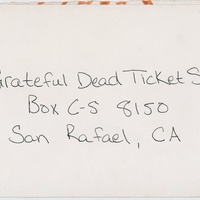 Grateful Dead Ticket S
Box C-S 8150
San Rafael, CA